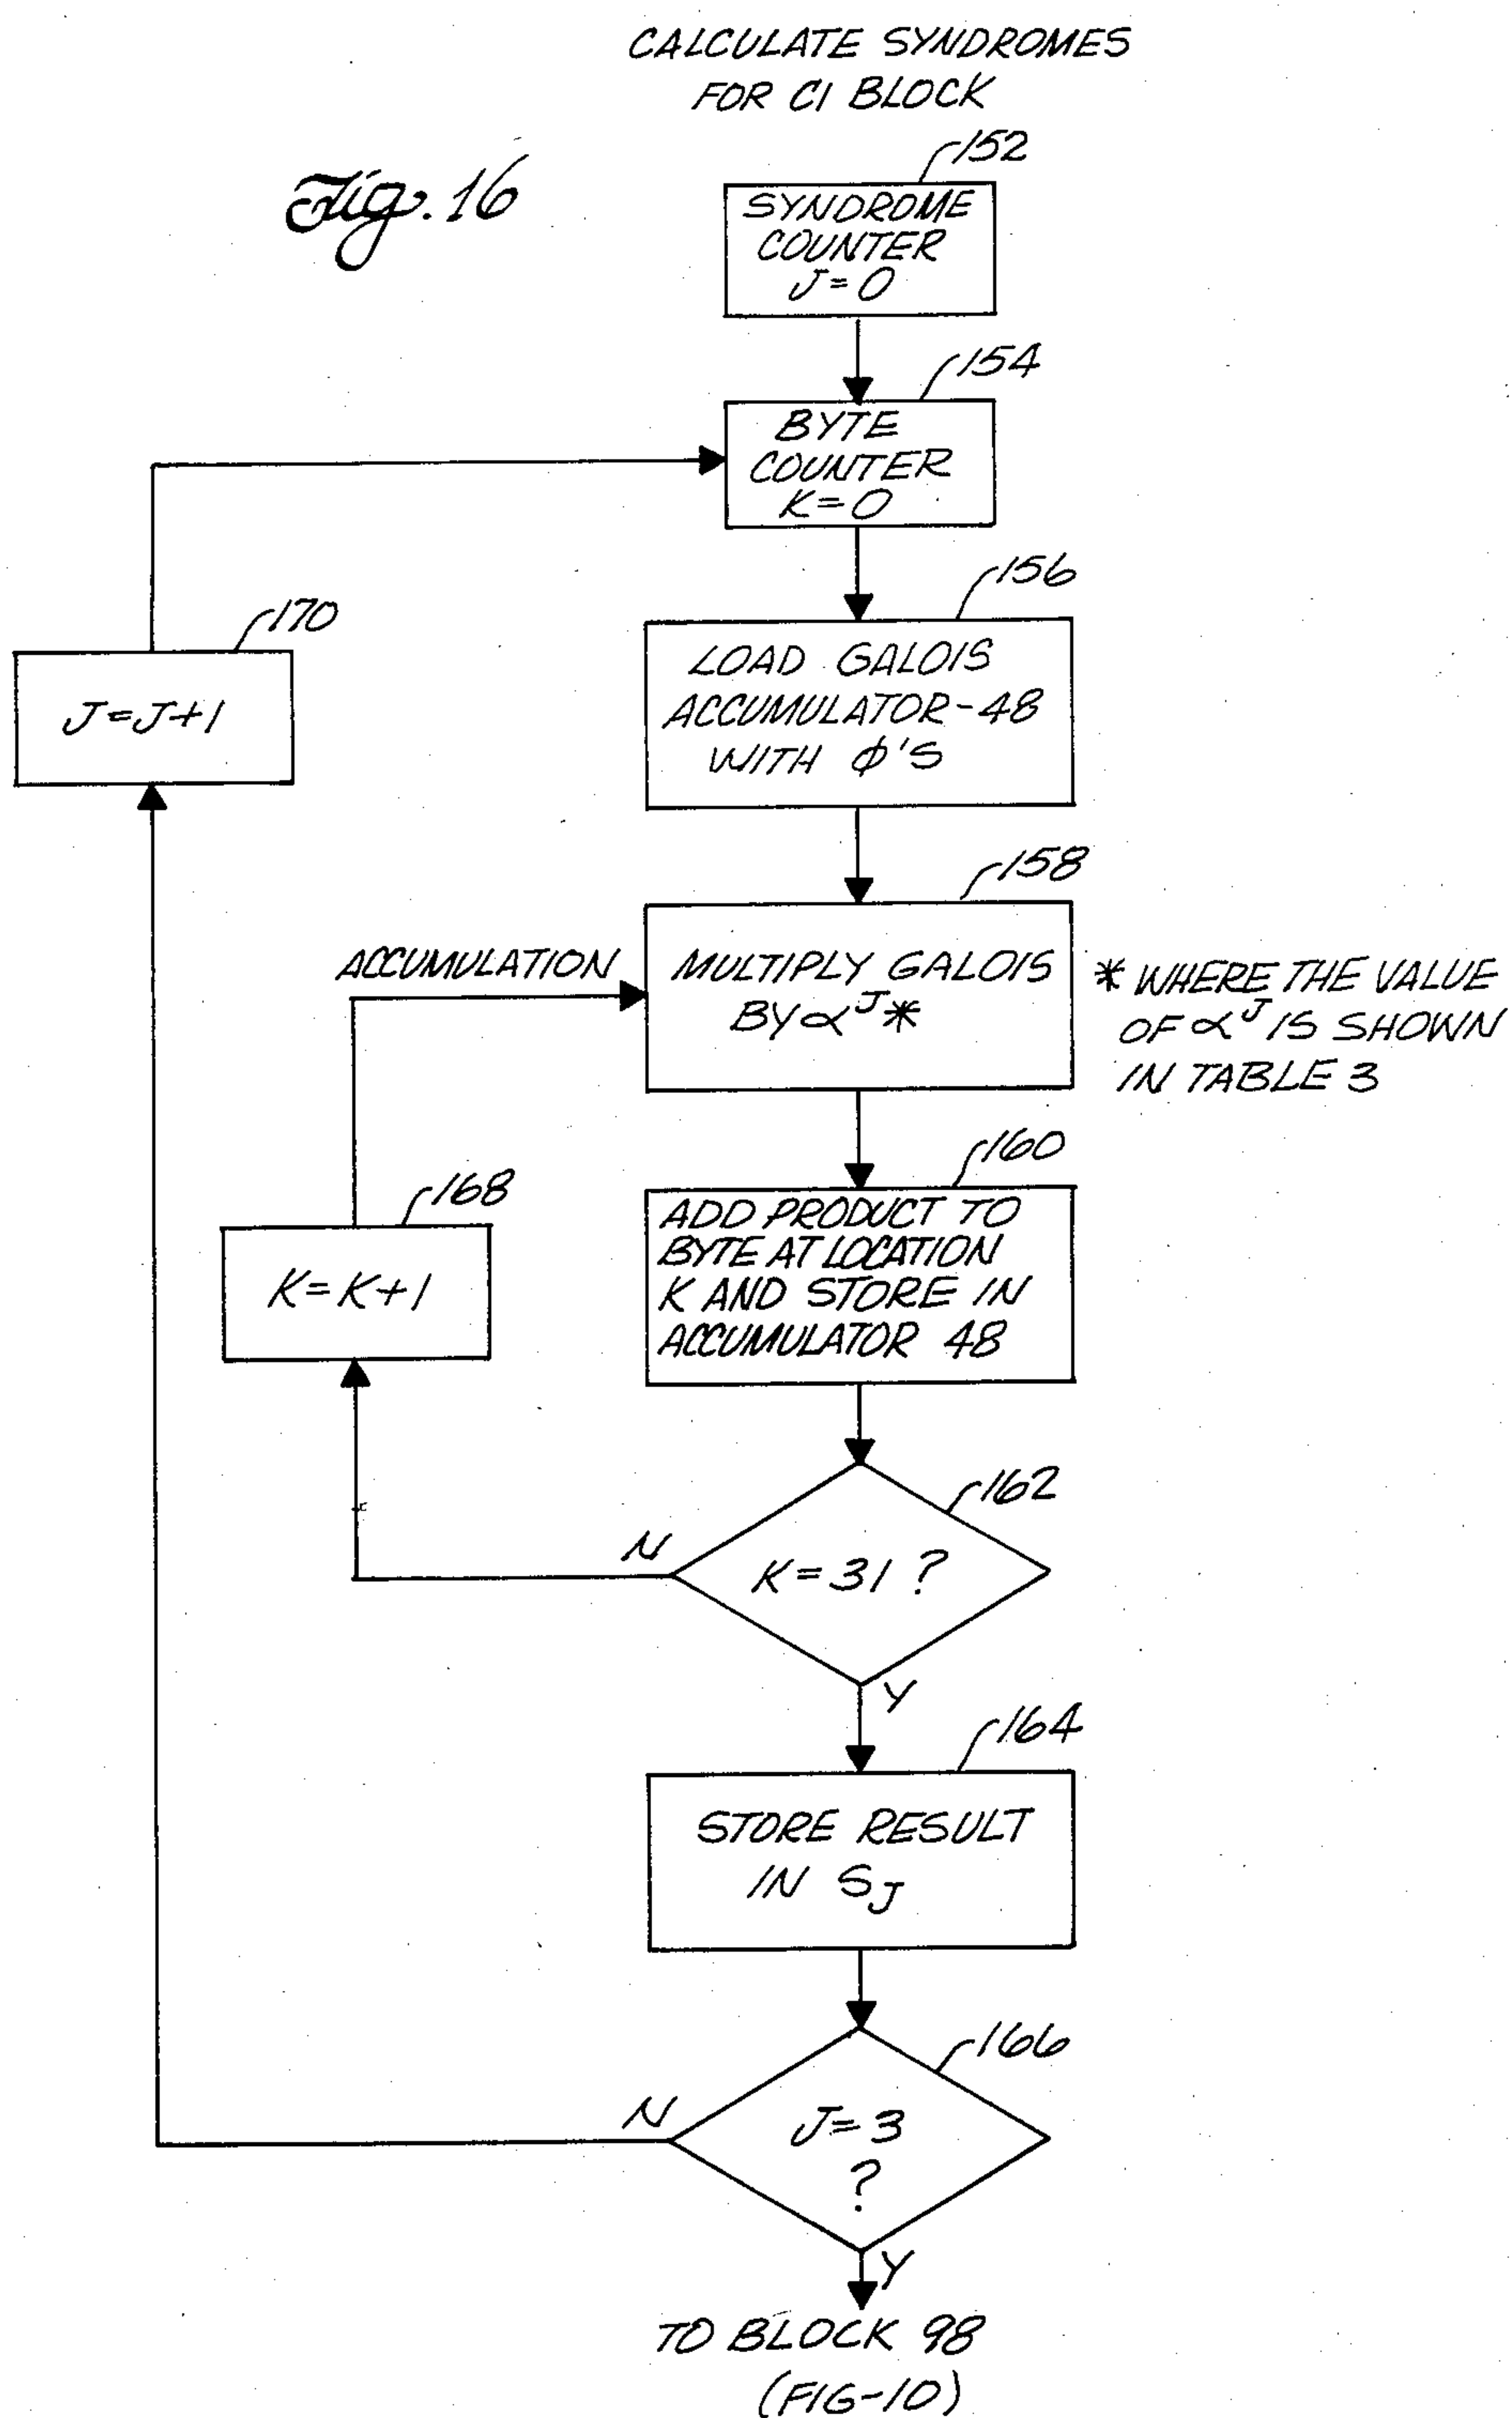 CALCULATE SYNDROMES
FOR C1 BLOCK
Fig. 16
152
SYNDROME
COUNTER
J=0
154
BYTE
COUNTER
K=0
156
LOAD GALOIS
ACCUMULATOR-48
WITH ϕ'S
170
J=J+1
158
ACCUMULATION
MULTIPLY GALOIS
BY ∝ᴶ*
* WHERE THE VALUE
OF ∝ᴶ IS SHOWN
IN TABLE 3
160
ADD PRODUCT TO
BYTE AT LOCATION
K AND STORE IN
ACCUMULATOR 48
168
K=K+1
162
N
K=31 ?
Y
164
STORE RESULT
IN SJ
166
N
J=3
?
Y
TO BLOCK 98
(FIG-10)